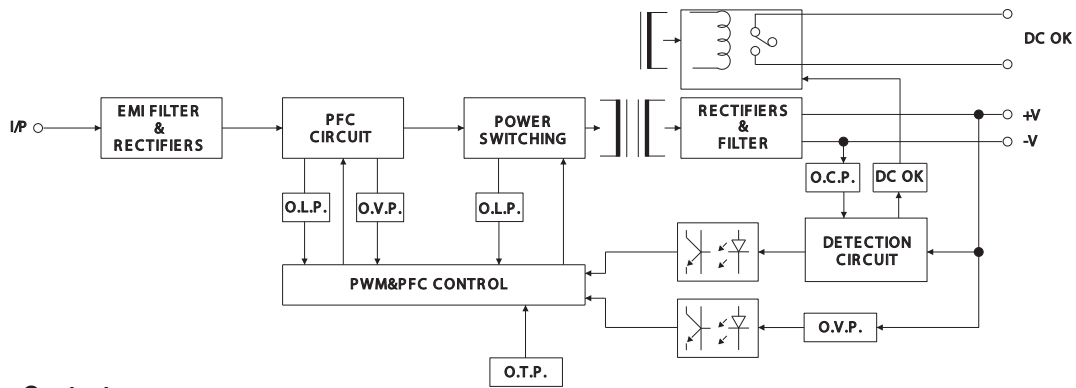 DC OK
I/P
EMI FILTER
&
RECTIFIERS
PFC
CIRCUIT
POWER
SWITCHING
RECTIFIERS
&
FILTER
+V
-V
O.L.P.
O.V.P.
O.L.P.
O.C.P.
DC OK
DETECTION
CIRCUIT
PWM&PFC CONTROL
O.V.P.
O.T.P.